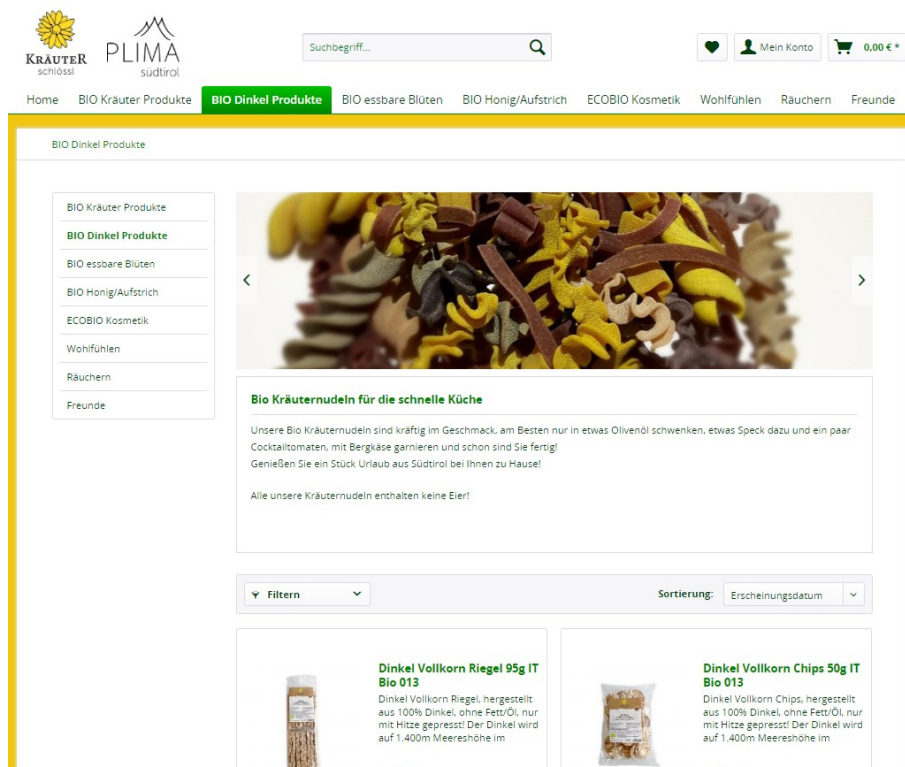 KRÄUTER
schlössl
PLIMA
südtirol
Suchbegriff...
Mein Konto
0,00 € *
Home BIO Kräuter Produkte BIO Dinkel Produkte BIO essbare Blüten BIO Honig/Aufstrich ECOBIO Kosmetik Wohlfühlen Räuchern Freunde
BIO Dinkel Produkte
BIO Kräuter Produkte
BIO Dinkel Produkte
BIO essbare Blüten
BIO Honig/Aufstrich
ECOBIO Kosmetik
Wohlfühlen
Räuchern
Freunde
Bio Kräuternudeln für die schnelle Küche
Unsere Bio Kräuternudeln sind kräftig im Geschmack, am Besten nur in etwas Olivenöl schwenken, etwas Speck dazu und ein paar
Cocktailtomaten, mit Bergkäse garnieren und schon sind Sie fertig!
Genießen Sie ein Stück Urlaub aus Südtirol bei Ihnen zu Hause!
Alle unsere Kräuternudeln enthalten keine Eier!
Filtern
Sortierung: Erscheinungsdatum
Dinkel Vollkorn Riegel 95g IT
Bio 013
Dinkel Vollkorn Riegel, hergestellt
aus 100% Dinkel, ohne Fett/Öl, nur
mit Hitze gepresst! Der Dinkel wird
auf 1.400m Meereshöhe im
Dinkel Vollkorn Chips 50g IT
Bio 013
Dinkel Vollkorn Chips, hergestellt
aus 100% Dinkel, ohne Fett/Öl, nur
mit Hitze gepresst! Der Dinkel wird
auf 1.400m Meereshöhe im